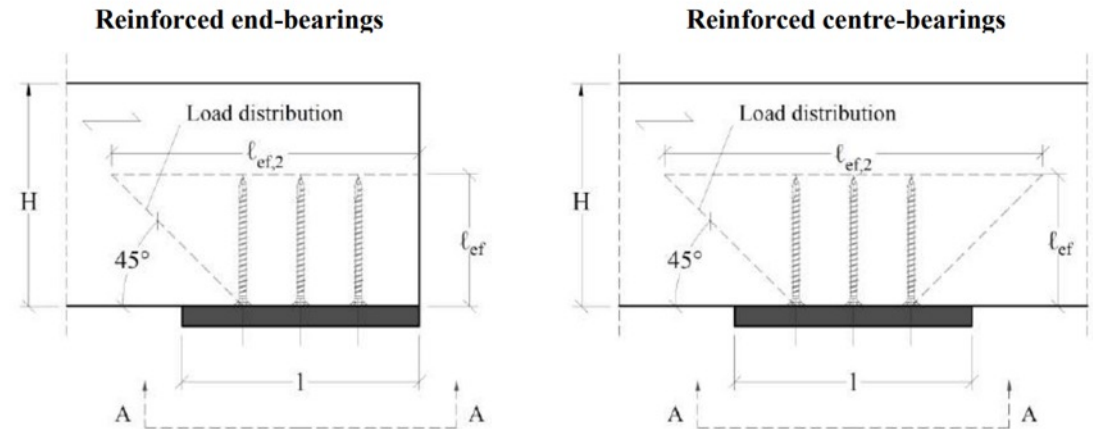 Reinforced end-bearings
Load distribution
ℓef,2
H
ℓef
45°
l
A A
Reinforced centre-bearings
Load distribution
ℓef,2
H
ℓef
45°
l
A A